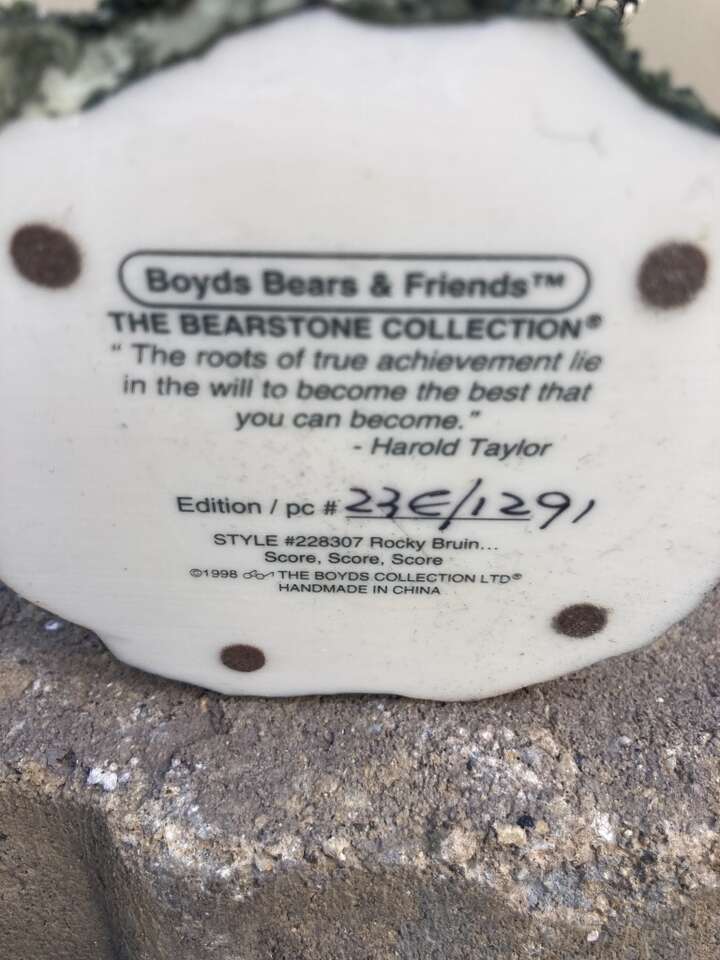 Boyds Bears & Friends™
THE BEARSTONE COLLECTION®
" The roots of true achievement lie
in the will to become the best that
you can become."
- Harold Taylor
Edition / pc # 23E/1291
STYLE #228307 Rocky Bruin...
Score, Score, Score
©1998 THE BOYDS COLLECTION LTD®
HANDMADE IN CHINA